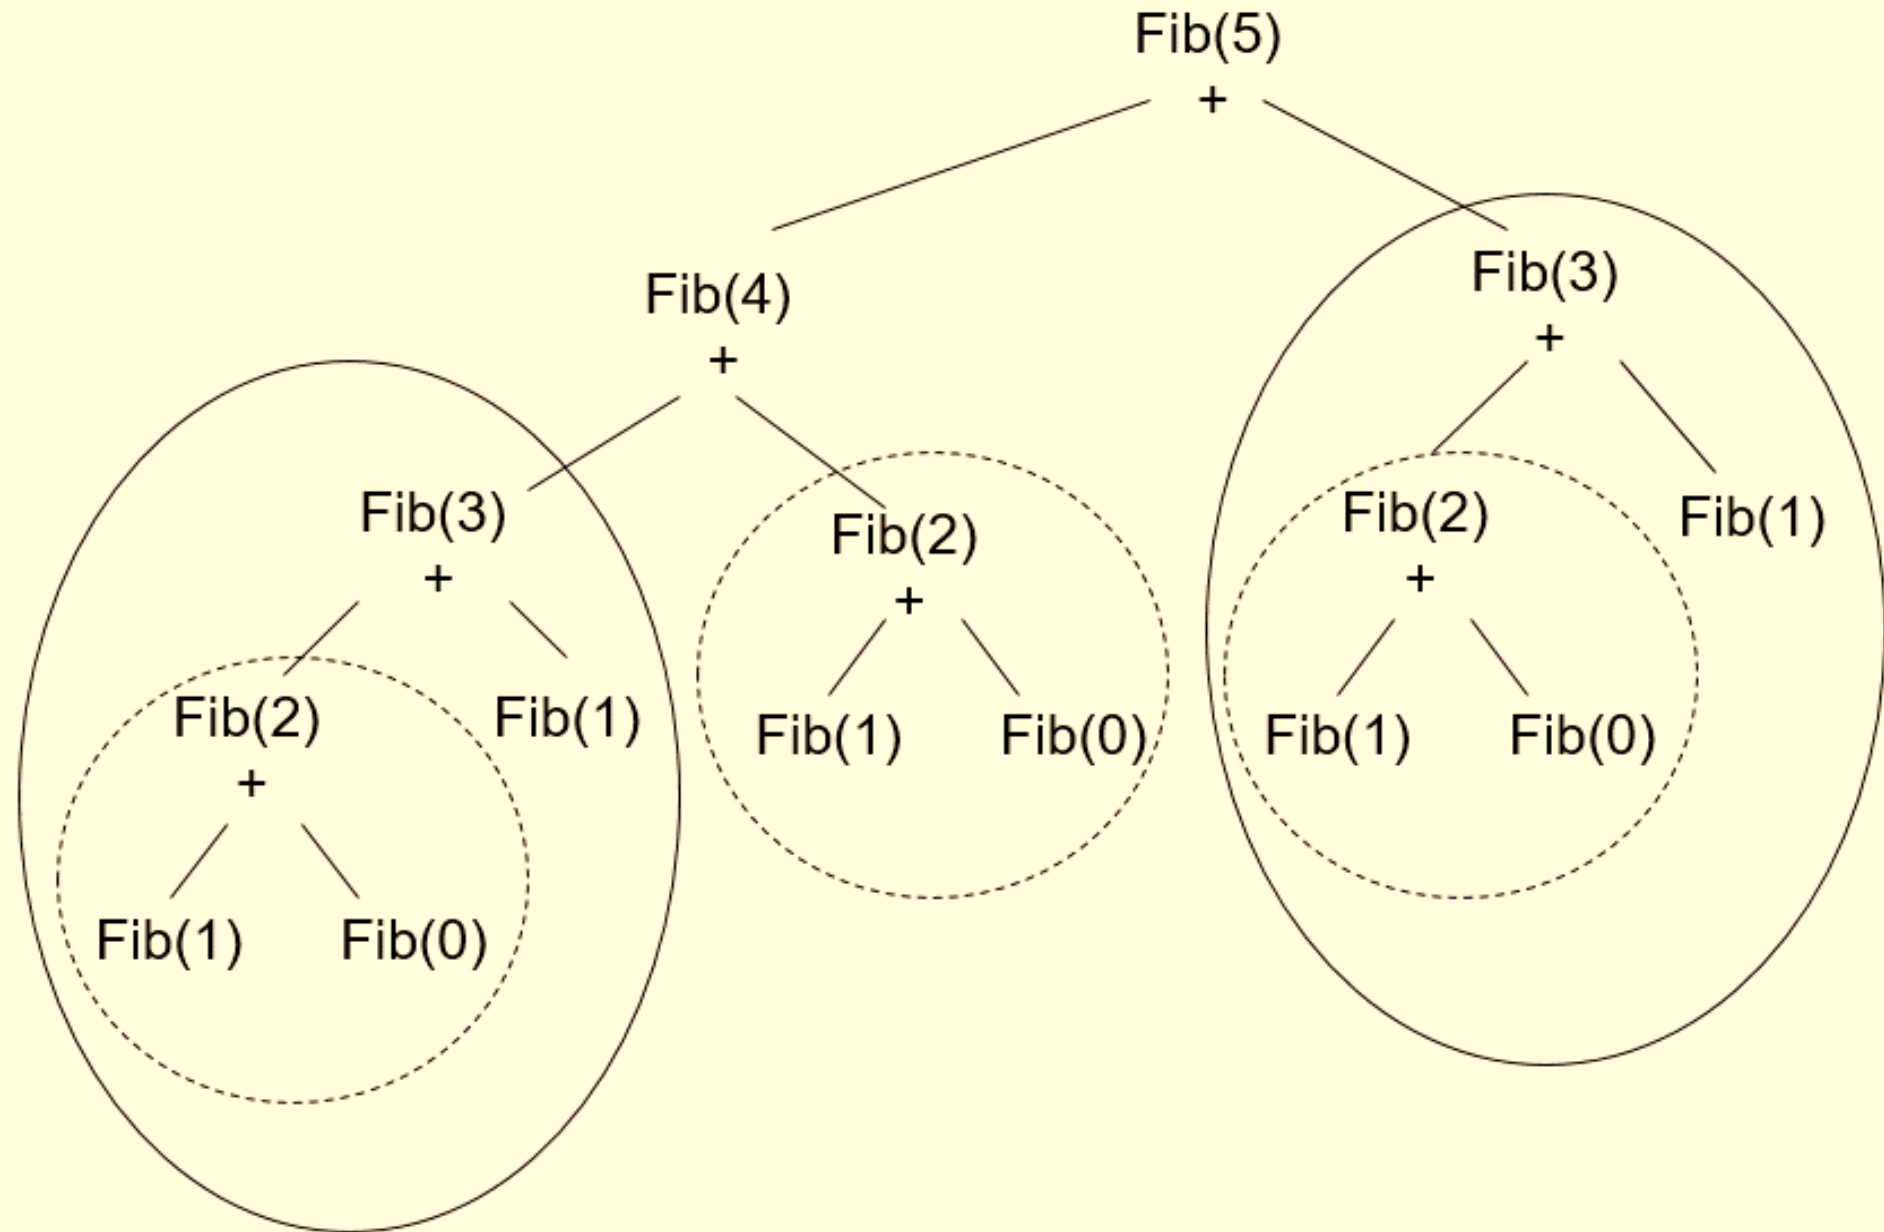 Fib(5)
+
Fib(4)
+
Fib(3)
+
Fib(3)
+
Fib(2)
+
Fib(2)
+
Fib(1)
Fib(2)
+
Fib(1)
Fib(1)
Fib(0)
Fib(1)
Fib(0)
Fib(1)
Fib(0)